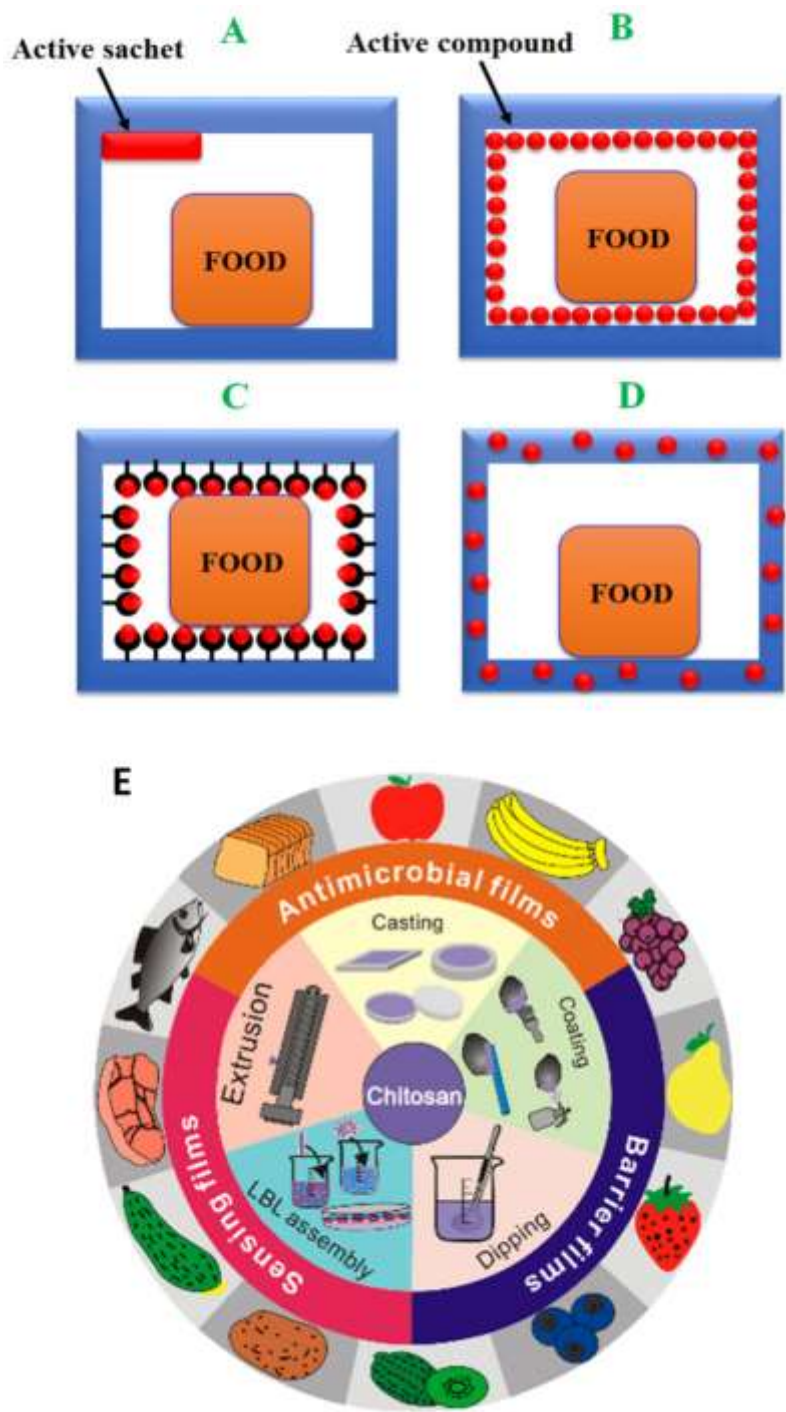 A
B
Active sachet
Active compound
FOOD
FOOD
C
D
FOOD
FOOD
E
Antimicrobial films
Casting
Extrusion
Coating
Chitosan
LBL assembly
Dipping
Sensing films
Barrier films